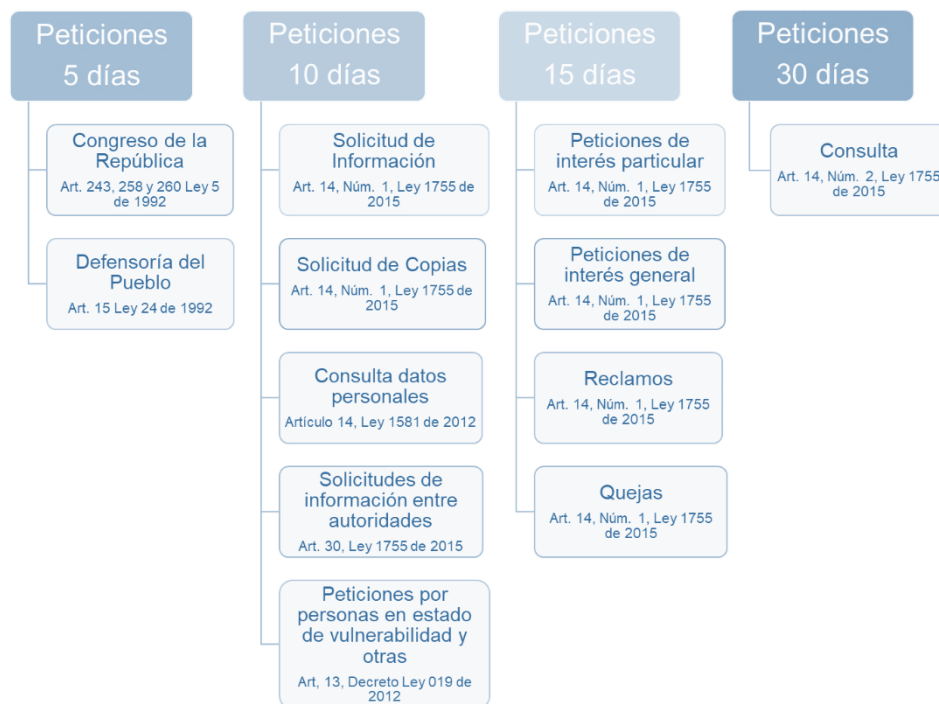 Peticiones
5 días
Congreso de la
República
Art. 243, 258 y 260 Ley 5
de 1992
Defensoría del
Pueblo
Art. 15 Ley 24 de 1992
Peticiones
10 días
Solicitud de
Información
Art. 14, Núm. 1, Ley 1755 de
2015
Solicitud de Copias
Art. 14, Núm. 1, Ley 1755 de
2015
Consulta datos
personales
Artículo 14, Ley 1581 de 2012
Solicitudes de
información entre
autoridades
Art. 30, Ley 1755 de 2015
Peticiones por
personas en estado
de vulnerabilidad y
otras
Art, 13, Decreto Ley 019 de
2012
Peticiones
15 días
Peticiones de
interés particular
Art. 14, Núm. 1, Ley 1755
de 2015
Peticiones de
interés general
Art. 14, Núm. 1, Ley 1755
de 2015
Reclamos
Art. 14, Núm. 1, Ley 1755
de 2015
Quejas
Art. 14, Núm. 1, Ley 1755
de 2015
Peticiones
30 días
Consulta
Art. 14, Núm. 2, Ley 1755
de 2015